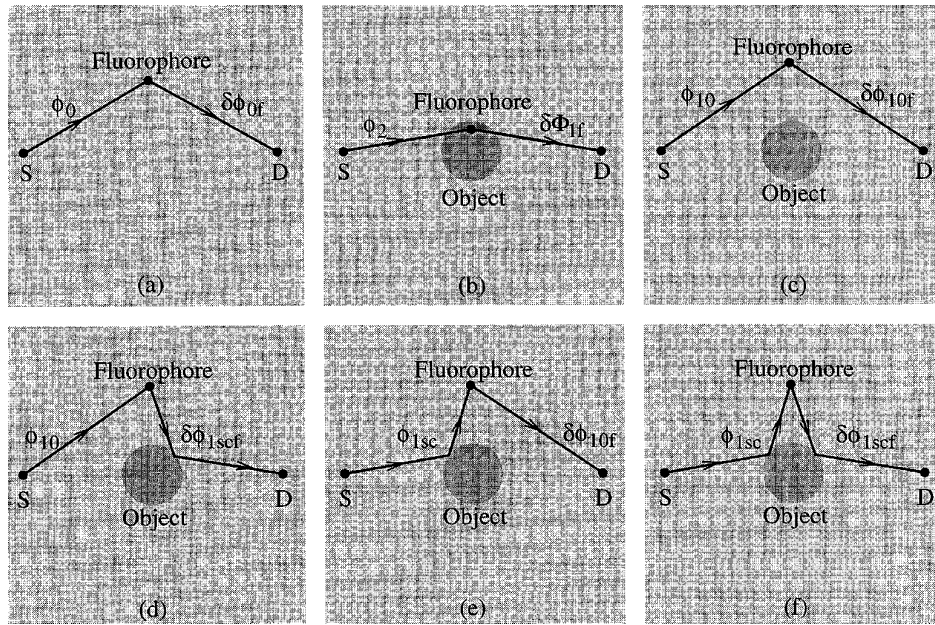 Fluorophore
ϕ₀ δϕ₀f
S D
(a)
Fluorophore
ϕ₂ δΦ₁f
S D
Object
(b)
Fluorophore
ϕ₁₀ δϕ₁₀f
S D
Object
(c)
Fluorophore
ϕ₁₀ δϕ₁scf
S D
Object
(d)
Fluorophore
ϕ₁sc δϕ₁₀f
S D
Object
(e)
Fluorophore
ϕ₁sc δϕ₁scf
S D
Object
(f)